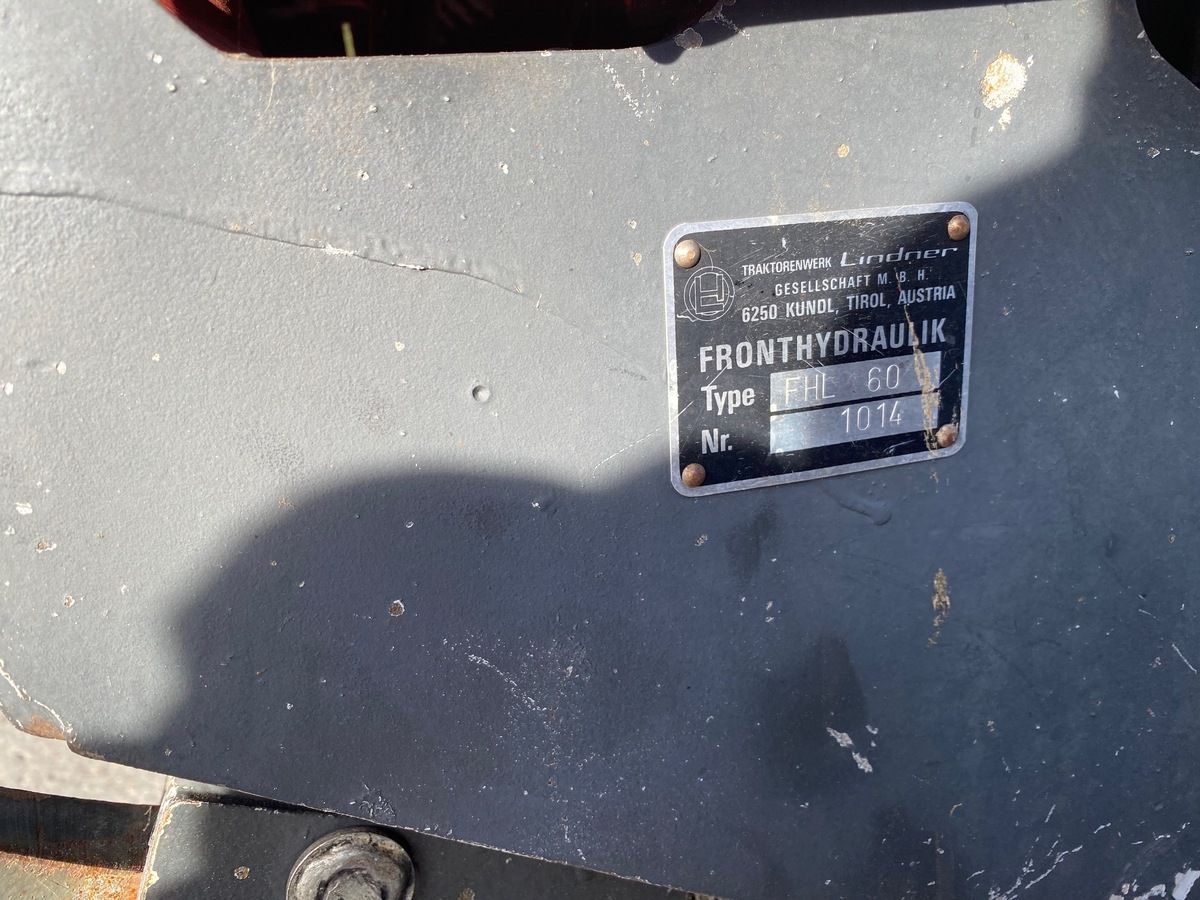 TRAKTORENWERK Lindner
GESELLSCHAFT M. B. H.
6250 KUNDL, TIROL, AUSTRIA
FRONTHYDRAULIK
Type FHL 60
Nr. 1014